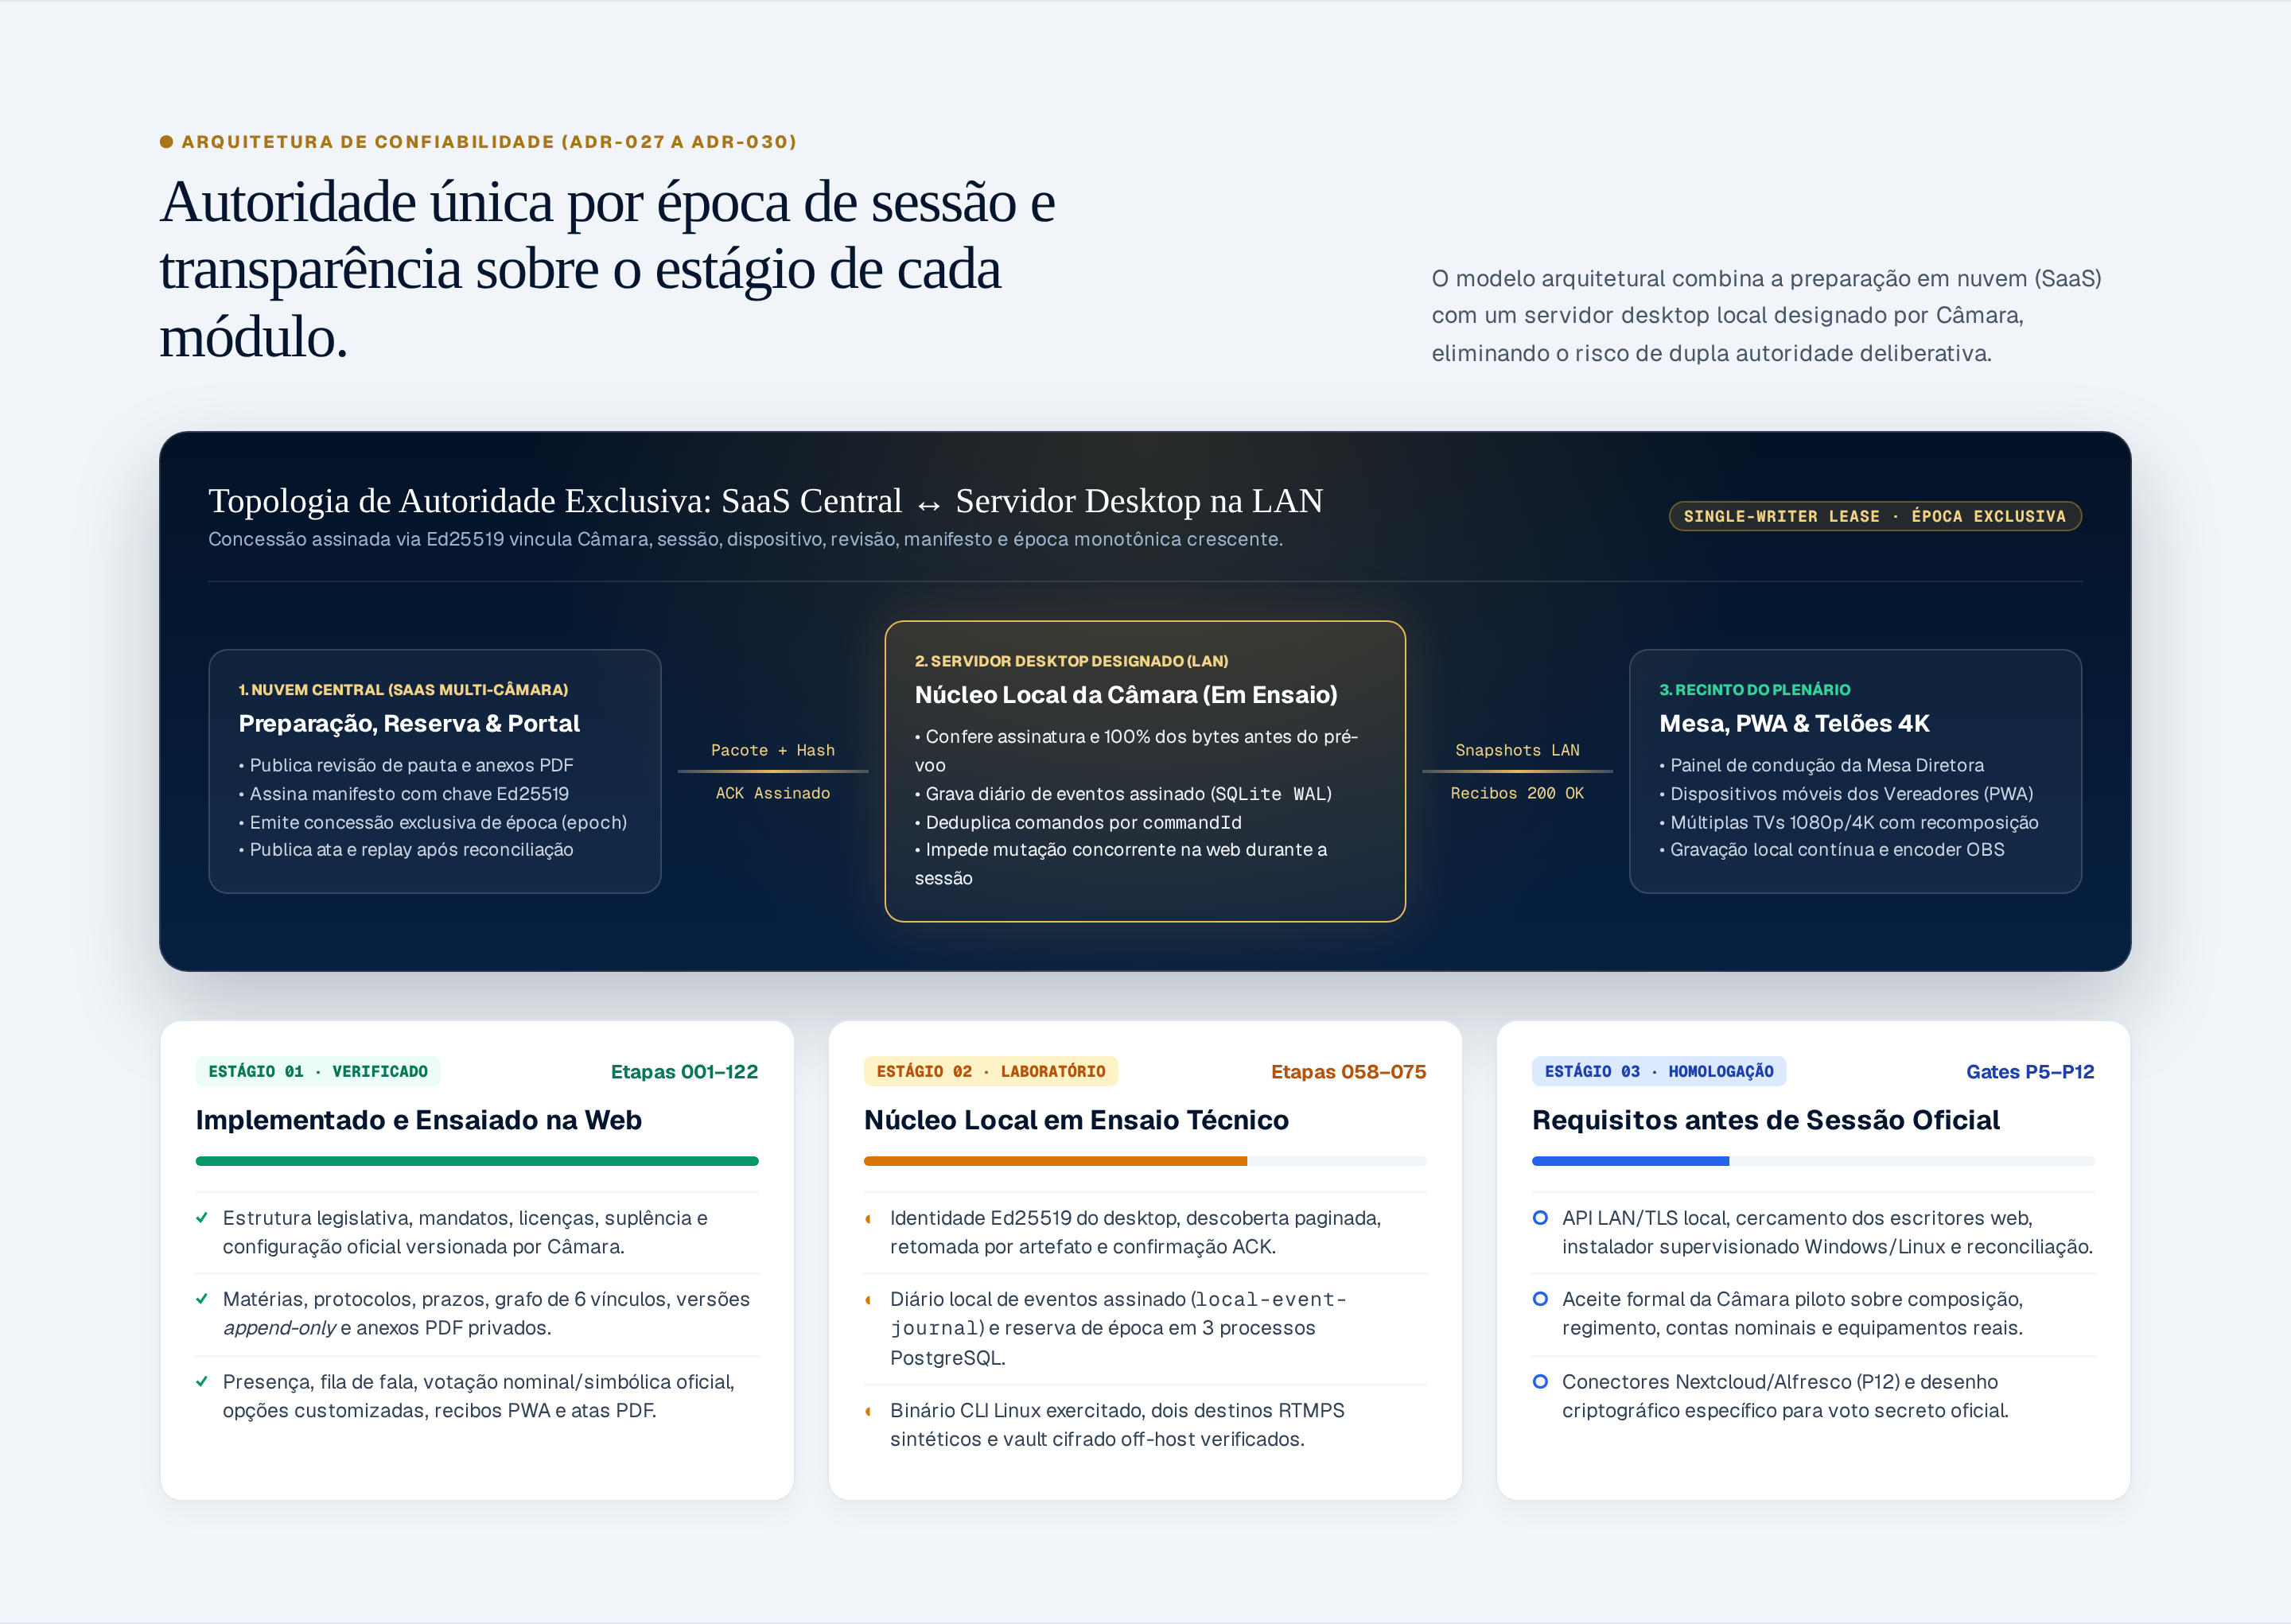 ARQUITETURA DE CONFIABILIDADE (ADR-027 A ADR-030)
Autoridade única por época de sessão e
transparência sobre o estágio de cada
módulo.
O modelo arquitetural combina a preparação em nuvem (SaaS)
com um servidor desktop local designado por Câmara,
eliminando o risco de dupla autoridade deliberativa.
Topologia de Autoridade Exclusiva: SaaS Central ↔ Servidor Desktop na LAN
Concessão assinada via Ed25519 vincula Câmara, sessão, dispositivo, revisão, manifesto e época monotônica crescente.
SINGLE-WRITER LEASE · ÉPOCA EXCLUSIVA
1. NUVEM CENTRAL (SAAS MULTI-CÂMARA)
Preparação, Reserva & Portal
• Publica revisão de pauta e anexos PDF
• Assina manifesto com chave Ed25519
• Emite concessão exclusiva de época (epoch)
• Publica ata e replay após reconciliação
Pacote + Hash
ACK Assinado
2. SERVIDOR DESKTOP DESIGNADO (LAN)
Núcleo Local da Câmara (Em Ensaio)
• Confere assinatura e 100% dos bytes antes do pré-
voo
• Grava diário de eventos assinado (SQLite WAL)
• Deduplica comandos por commandId
• Impede mutação concorrente na web durante a
sessão
Snapshots LAN
Recibos 200 OK
3. RECINTO DO PLENÁRIO
Mesa, PWA & Telões 4K
• Painel de condução da Mesa Diretora
• Dispositivos móveis dos Vereadores (PWA)
• Múltiplas TVs 1080p/4K com recomposição
• Gravação local contínua e encoder OBS
ESTÁGIO 01 · VERIFICADO
Etapas 001–122
Implementado e Ensaiado na Web
Estrutura legislativa, mandatos, licenças, suplência e
configuração oficial versionada por Câmara.
Matérias, protocolos, prazos, grafo de 6 vínculos, versões
append-only e anexos PDF privados.
Presença, fila de fala, votação nominal/simbólica oficial,
opções customizadas, recibos PWA e atas PDF.
ESTÁGIO 02 · LABORATÓRIO
Etapas 058–075
Núcleo Local em Ensaio Técnico
Identidade Ed25519 do desktop, descoberta paginada,
retomada por artefato e confirmação ACK.
Diário local de eventos assinado (local-event-
journal) e reserva de época em 3 processos
PostgreSQL.
Binário CLI Linux exercitado, dois destinos RTMPS
sintéticos e vault cifrado off-host verificados.
ESTÁGIO 03 · HOMOLOGAÇÃO
Gates P5–P12
Requisitos antes de Sessão Oficial
API LAN/TLS local, cercamento dos escritores web,
instalador supervisionado Windows/Linux e reconciliação.
Aceite formal da Câmara piloto sobre composição,
regimento, contas nominais e equipamentos reais.
Conectores Nextcloud/Alfresco (P12) e desenho
criptográfico específico para voto secreto oficial.